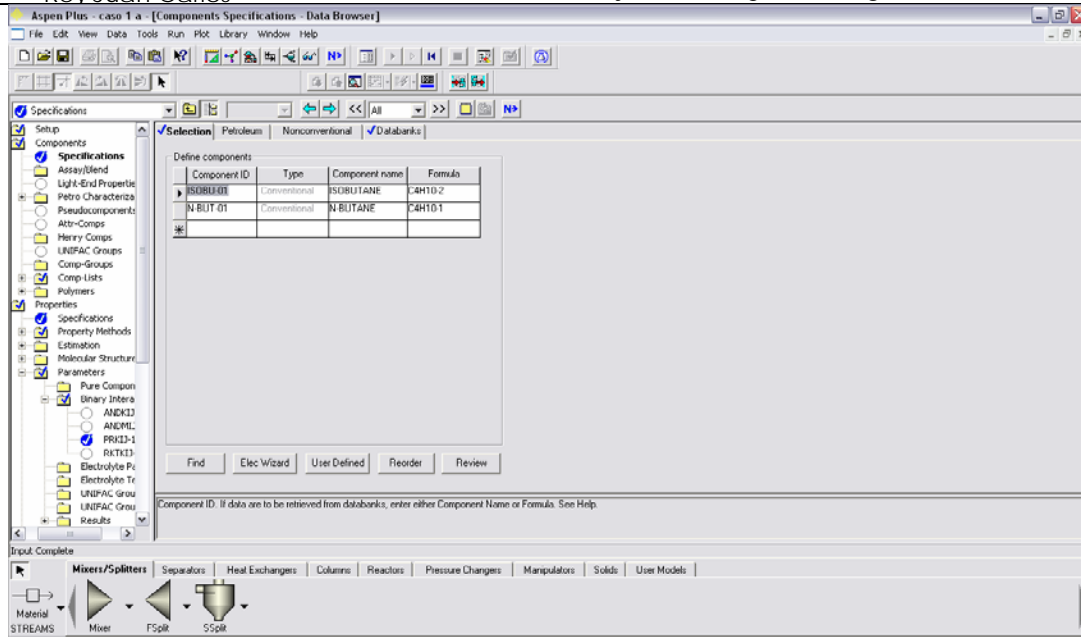 Aspen Plus - caso 1 a - [Components Specifications - Data Browser]
File Edit View Data Tools Run Plot Library Window Help
N>
Specifications
<< All >> N>
Setup
Components
Specifications
Assay/Blend
Light-End Propertie
Petro Characteriza
Pseudocomponents
Attr-Comps
Henry Comps
UNIFAC Groups
Comp-Groups
Comp-Lists
Polymers
Properties
Specifications
Property Methods
Estimation
Molecular Structure
Parameters
Pure Compon
Binary Intera
ANDKIJ
ANDMIJ
PRKIJ-1
RKTKIJ-
Electrolyte Pa
Electrolyte Te
UNIFAC Grou
UNIFAC Grou
Results
Selection Petroleum Nonconventional Databanks
Define components
Component ID Type Component name Formula
ISOBU-01 Conventional ISOBUTANE C4H10-2
N-BUT-01 Conventional N-BUTANE C4H10-1
Find Elec Wizard User Defined Reorder Review
Component ID. If data are to be retrieved from databanks, enter either Component Name or Formula. See Help.
Input Complete
Mixers/Splitters Separators Heat Exchangers Columns Reactors Pressure Changers Manipulators Solids User Models
Material
STREAMS Mixer FSplit SSplit